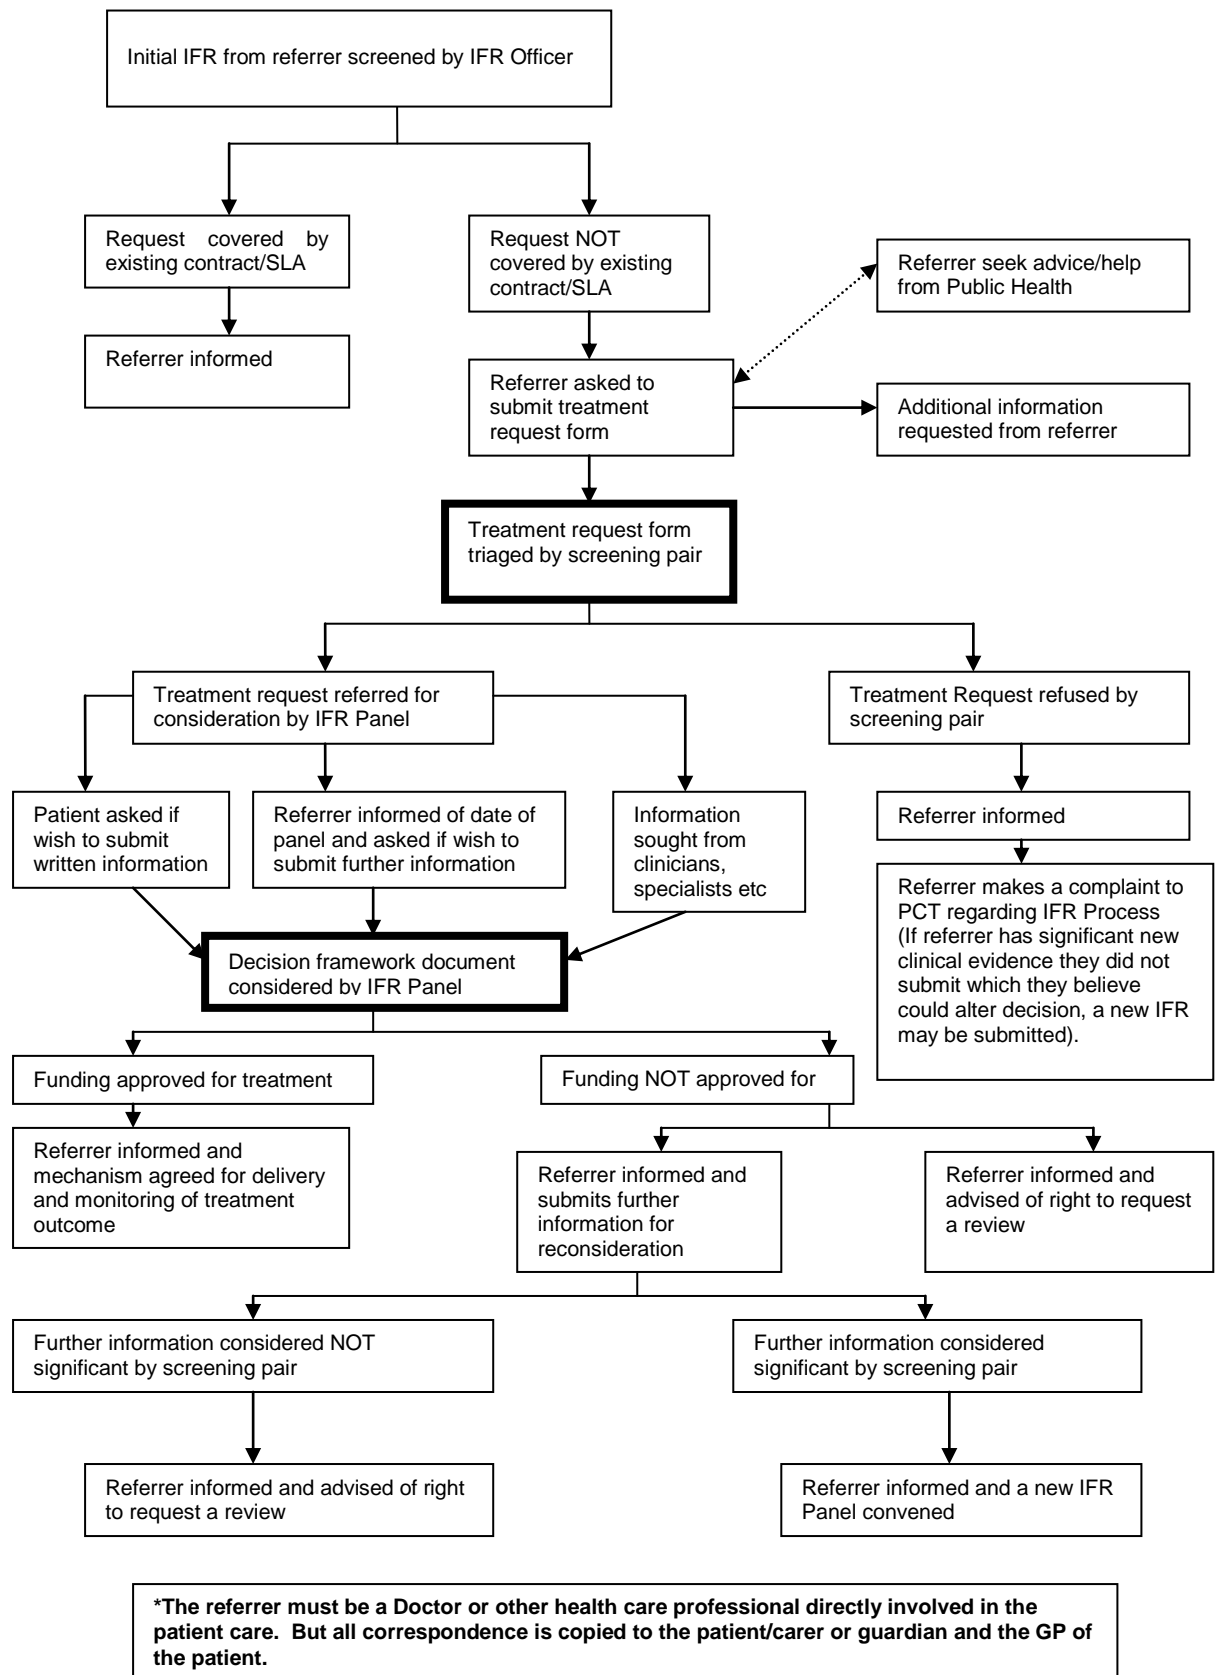 Initial IFR from referrer screened by IFR Officer
Request covered by
existing contract/SLA
Request NOT
covered by existing
contract/SLA
Referrer seek advice/help
from Public Health
Referrer informed
Referrer asked to
submit treatment
request form
Additional information
requested from referrer
Treatment request form
triaged by screening pair
Treatment request referred for
consideration by IFR Panel
Treatment Request refused by
screening pair
Patient asked if
wish to submit
written information
Referrer informed of date of
panel and asked if wish to
submit further information
Information
sought from
clinicians,
specialists etc
Referrer informed
Referrer makes a complaint to
PCT regarding IFR Process
(If referrer has significant new
clinical evidence they did not
submit which they believe
could alter decision, a new IFR
may be submitted).
Decision framework document
considered by IFR Panel
Funding approved for treatment
Funding NOT approved for
Referrer informed and
mechanism agreed for delivery
and monitoring of treatment
outcome
Referrer informed and
submits further
information for
reconsideration
Referrer informed and
advised of right to request
a review
Further information considered NOT
significant by screening pair
Further information considered
significant by screening pair
Referrer informed and advised of right
to request a review
Referrer informed and a new IFR
Panel convened
*The referrer must be a Doctor or other health care professional directly involved in the
patient care.  But all correspondence is copied to the patient/carer or guardian and the GP of
the patient.